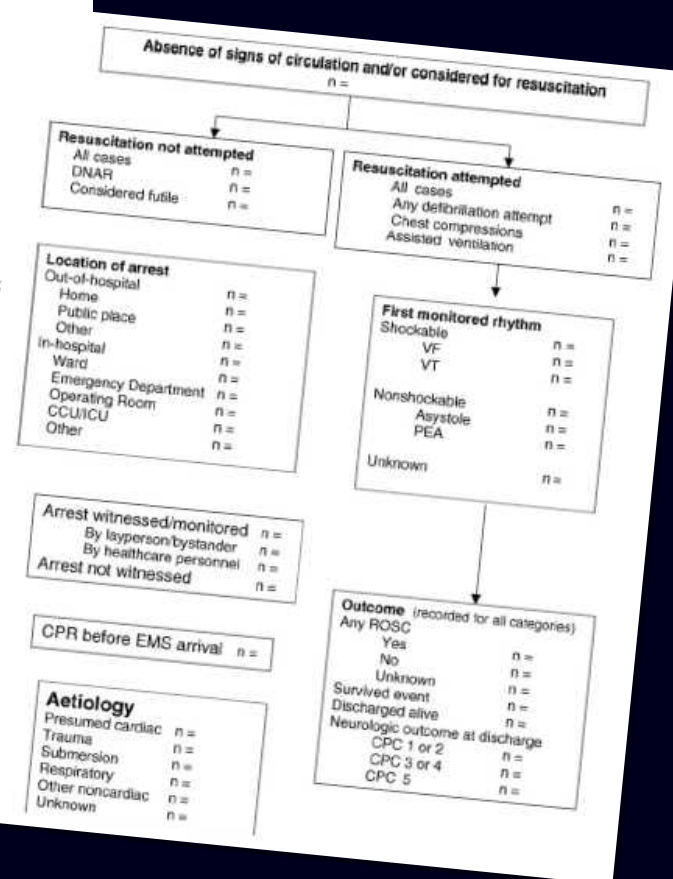 Absence of signs of circulation and/or considered for resuscitation
n =
Resuscitation not attempted
All cases n =
DNAR n =
Considered futile n =
Resuscitation attempted
All cases n =
Any defibrillation attempt n =
Chest compressions n =
Assisted ventilation n =
Location of arrest
Out-of-hospital n =
Home n =
Public place n =
Other n =
In-hospital n =
Ward n =
Emergency Department n =
Operating Room n =
CCU/ICU n =
Other n =
First monitored rhythm
Shockable n =
VF n =
VT n =
Nonshockable n =
Asystole n =
PEA n =
Unknown n =
Arrest witnessed/monitored n =
By layperson/bystander n =
By healthcare personnel n =
Arrest not witnessed n =
CPR before EMS arrival n =
Outcome (recorded for all categories)
Any ROSC
Yes n =
No n =
Unknown n =
Survived event n =
Discharged alive n =
Neurologic outcome at discharge
CPC 1 or 2 n =
CPC 3 or 4 n =
CPC 5 n =
Aetiology
Presumed cardiac n =
Trauma n =
Submersion n =
Respiratory n =
Other noncardiac n =
Unknown n =